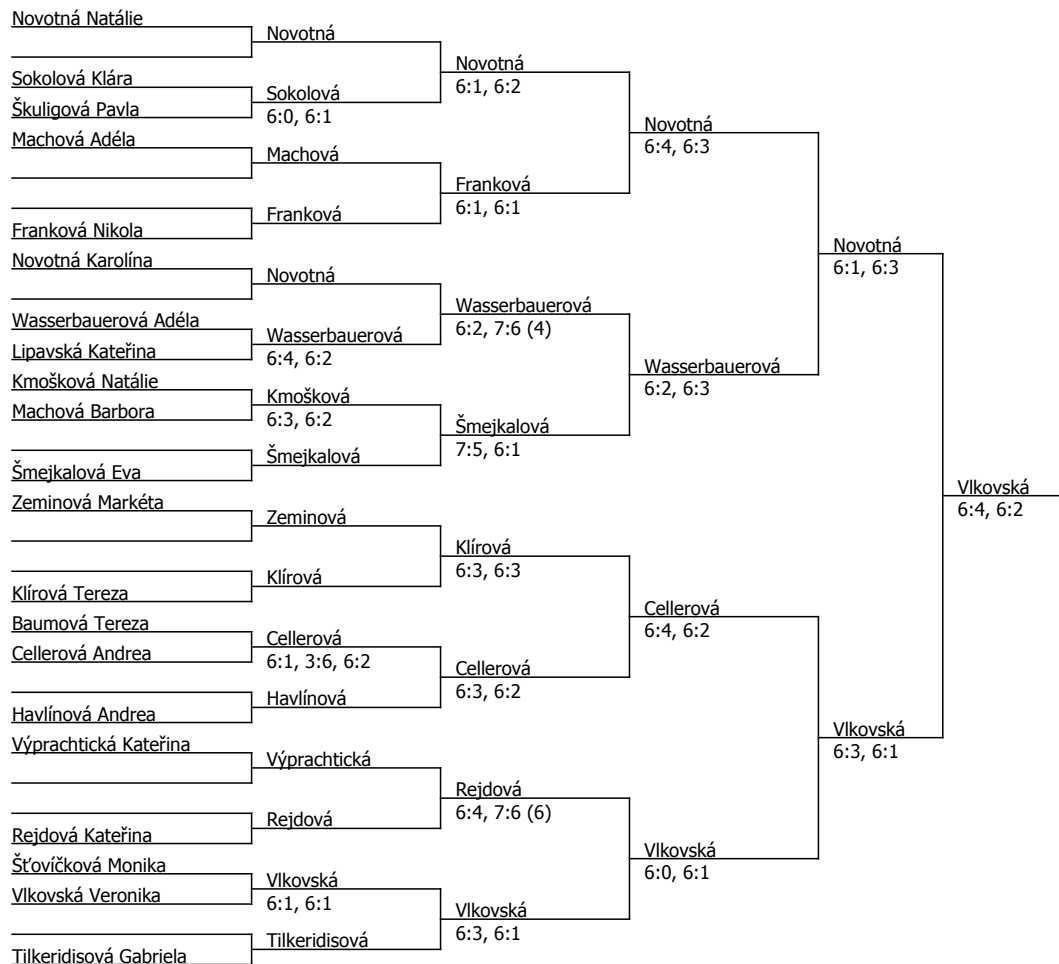 Novotná Natálie
Sokolová Klára
Škuligová Pavla
Machová Adéla
Franková Nikola
Novotná Karolína
Wasserbauerová Adéla
Lipavská Kateřina
Kmošková Natálie
Machová Barbora
Šmejkalová Eva
Zeminová Markéta
Klírová Tereza
Baumová Tereza
Cellerová Andrea
Havlínová Andrea
Výprachtická Kateřina
Rejdová Kateřina
Šťovíčková Monika
Vlkovská Veronika
Tilkeridisová Gabriela
Novotná
Sokolová
6:0, 6:1
Machová
Franková
Novotná
Wasserbauerová
6:4, 6:2
Kmošková
6:3, 6:2
Šmejkalová
Zeminová
Klírová
Cellerová
6:1, 3:6, 6:2
Havlínová
Výprachtická
Rejdová
Vlkovská
6:1, 6:1
Tilkeridisová
Novotná
6:1, 6:2
Franková
6:1, 6:1
Wasserbauerová
6:2, 7:6 (4)
Šmejkalová
7:5, 6:1
Klírová
6:3, 6:3
Cellerová
6:3, 6:2
Rejdová
6:4, 7:6 (6)
Vlkovská
6:3, 6:1
Novotná
6:4, 6:3
Wasserbauerová
6:2, 6:3
Cellerová
6:4, 6:2
Vlkovská
6:0, 6:1
Novotná
6:1, 6:3
Vlkovská
6:3, 6:1
Vlkovská
6:4, 6:2